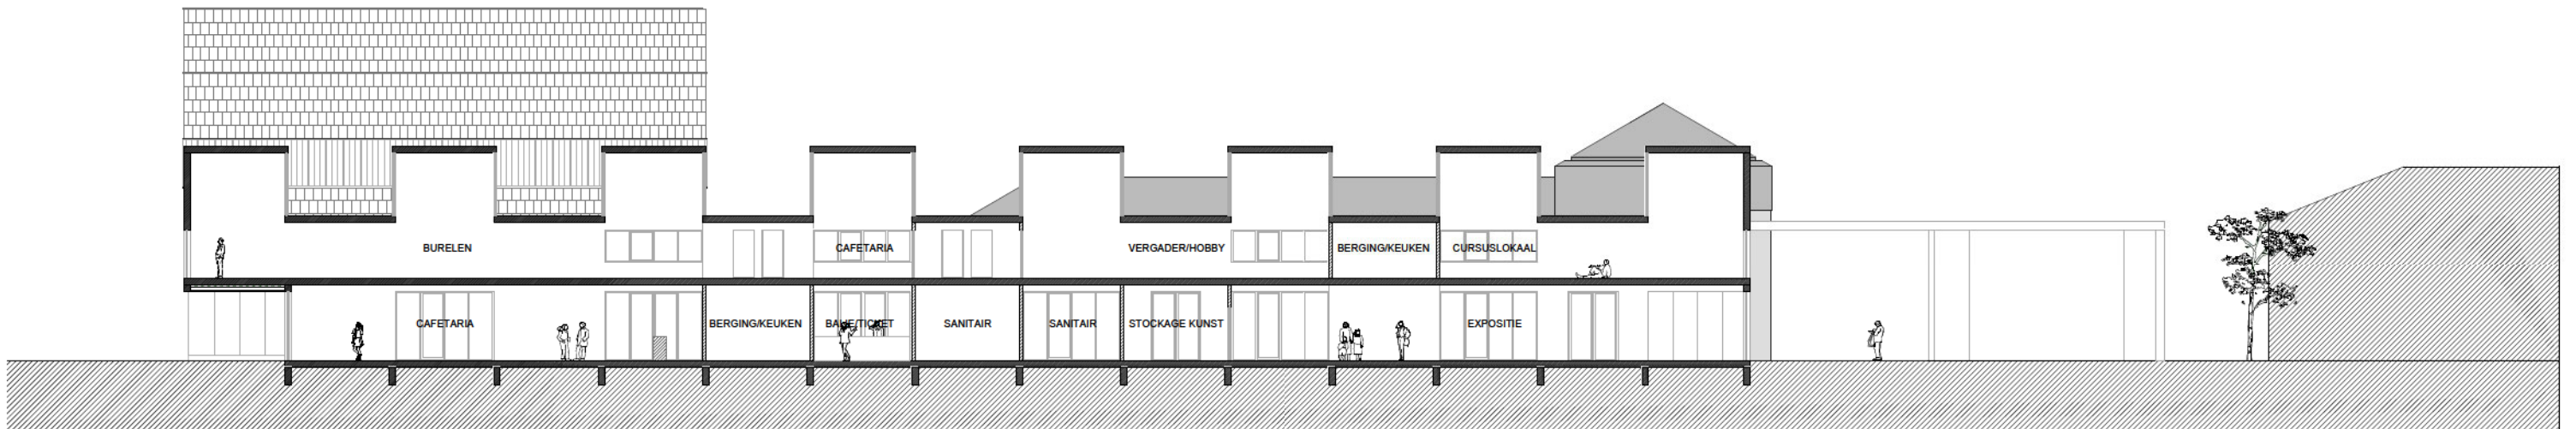 BURELEN
CAFETARIA
VERGADER/HOBBY
BERGING/KEUKEN
CURSUSLOKAAL
CAFETARIA
BERGING/KEUKEN
BALIE/TICKET
SANITAIR
SANITAIR
STOCKAGE KUNST
EXPOSITIE